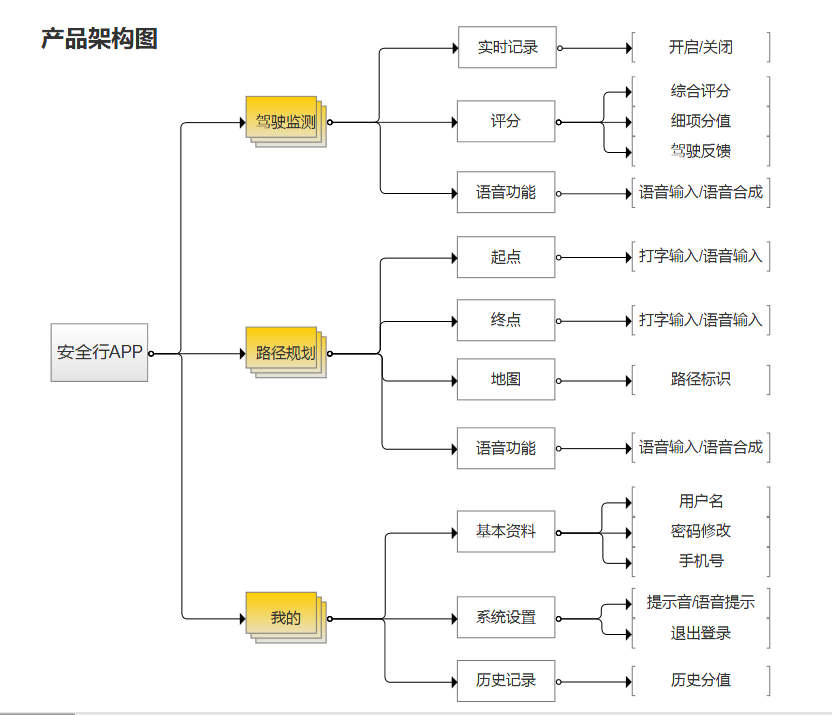 产品架构图
实时记录
开启/关闭
驾驶监测
评分
综合评分
细项分值
驾驶反馈
语音功能
语音输入/语音合成
起点
打字输入/语音输入
终点
打字输入/语音输入
安全行APP
路径规划
地图
路径标识
语音功能
语音输入/语音合成
基本资料
用户名
密码修改
手机号
我的
系统设置
提示音/语音提示
退出登录
历史记录
历史分值